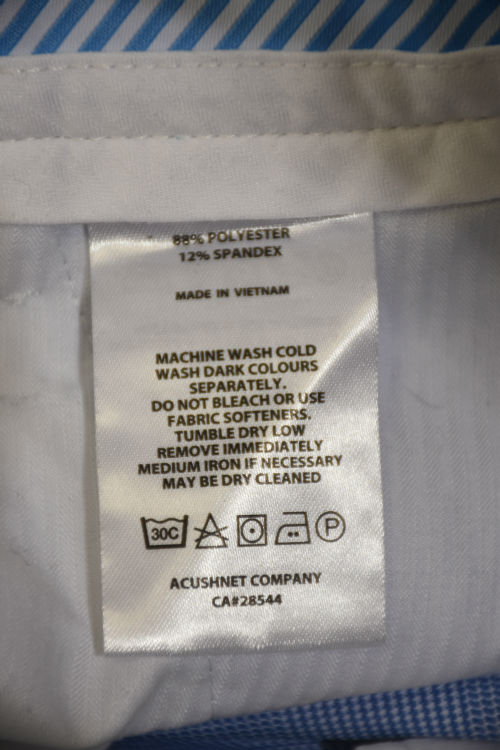 88% POLYESTER
12% SPANDEX
MADE IN VIETNAM
MACHINE WASH COLD
WASH DARK COLOURS
SEPARATELY.
DO NOT BLEACH OR USE
FABRIC SOFTENERS.
TUMBLE DRY LOW
REMOVE IMMEDIATELY
MEDIUM IRON IF NECESSARY
MAY BE DRY CLEANED
30C P
ACUSHNET COMPANY
CA#28544